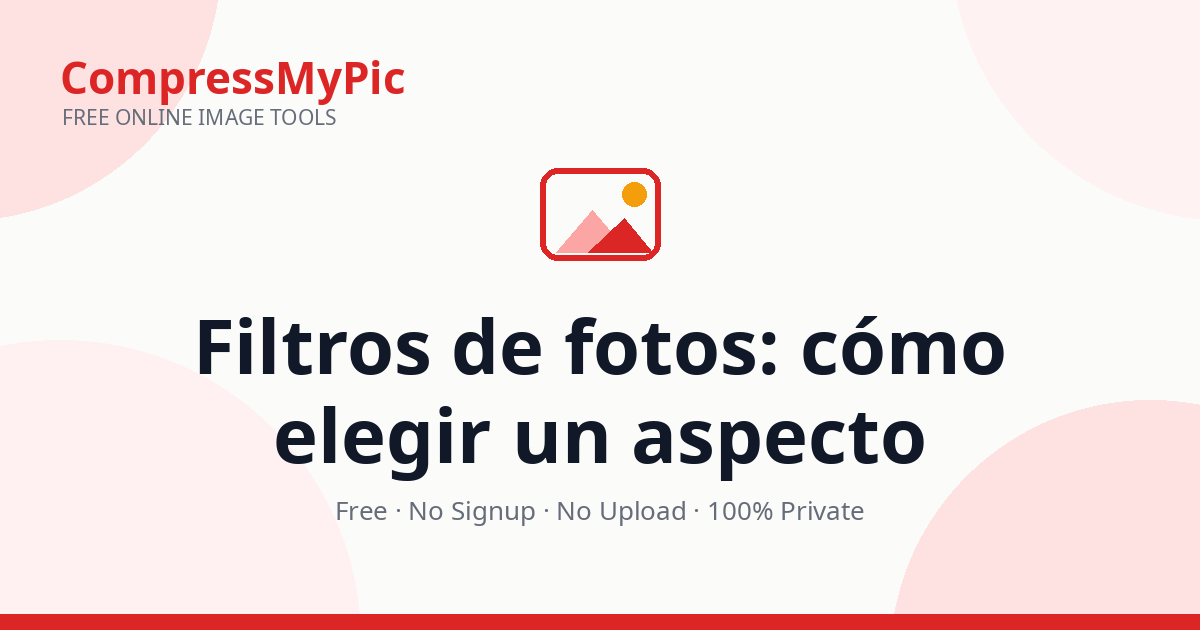 CompressMyPic
FREE ONLINE IMAGE TOOLS
Filtros de fotos: cómo
elegir un aspecto
Free · No Signup · No Upload · 100% Private